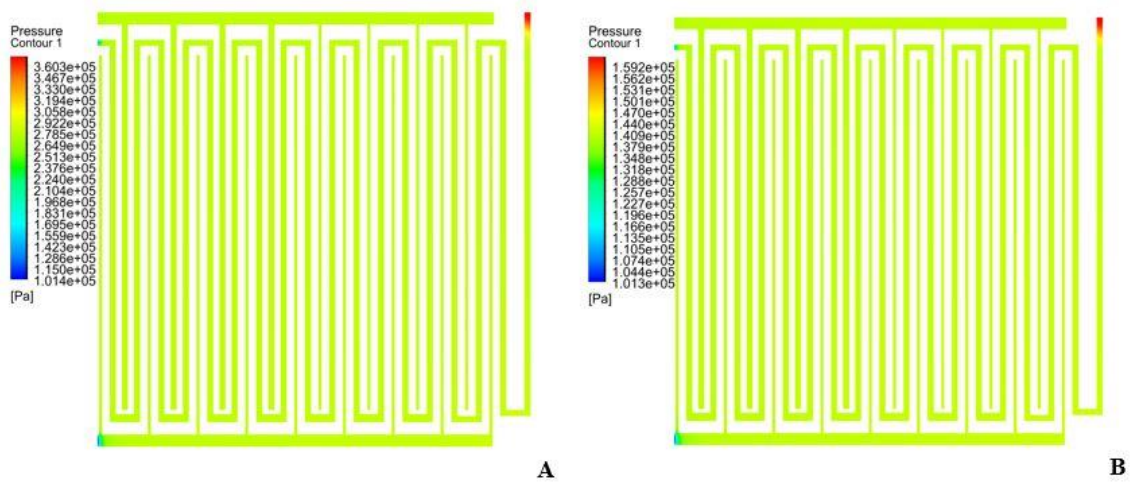 Pressure
Contour 1
3.603e+05
3.467e+05
3.330e+05
3.194e+05
3.058e+05
2.922e+05
2.785e+05
2.649e+05
2.513e+05
2.376e+05
2.240e+05
2.104e+05
1.968e+05
1.831e+05
1.695e+05
1.559e+05
1.423e+05
1.286e+05
1.150e+05
1.014e+05
[Pa]
A
Pressure
Contour 1
1.592e+05
1.562e+05
1.531e+05
1.501e+05
1.470e+05
1.440e+05
1.409e+05
1.379e+05
1.348e+05
1.318e+05
1.288e+05
1.257e+05
1.227e+05
1.196e+05
1.166e+05
1.135e+05
1.105e+05
1.074e+05
1.044e+05
1.013e+05
[Pa]
B